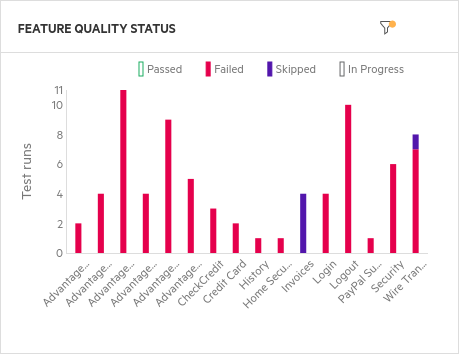 FEATURE QUALITY STATUS
Passed Failed Skipped In Progress
Test runs
11
10
8
6
4
2
0
Advantage...
Advantage...
Advantage...
Advantage...
Advantage...
Advantage...
CheckCredit
Credit Card
History
Home Secu...
Invoices
Login
Logout
PayPal Su...
Security
Wire Tran...